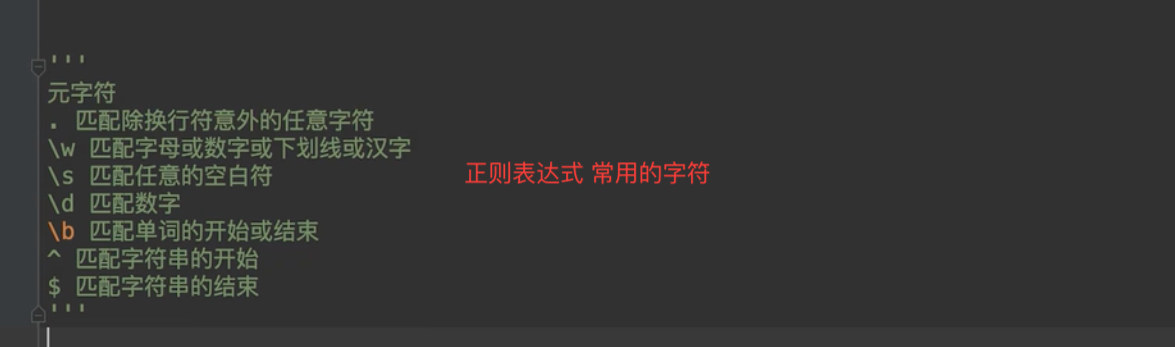 '''
元字符
. 匹配除换行符意外的任意字符
\w 匹配字母或数字或下划线或汉字
\s 匹配任意的空白符
正则表达式 常用的字符
\d 匹配数字
\b 匹配单词的开始或结束
^ 匹配字符串的开始
$ 匹配字符串的结束
'''